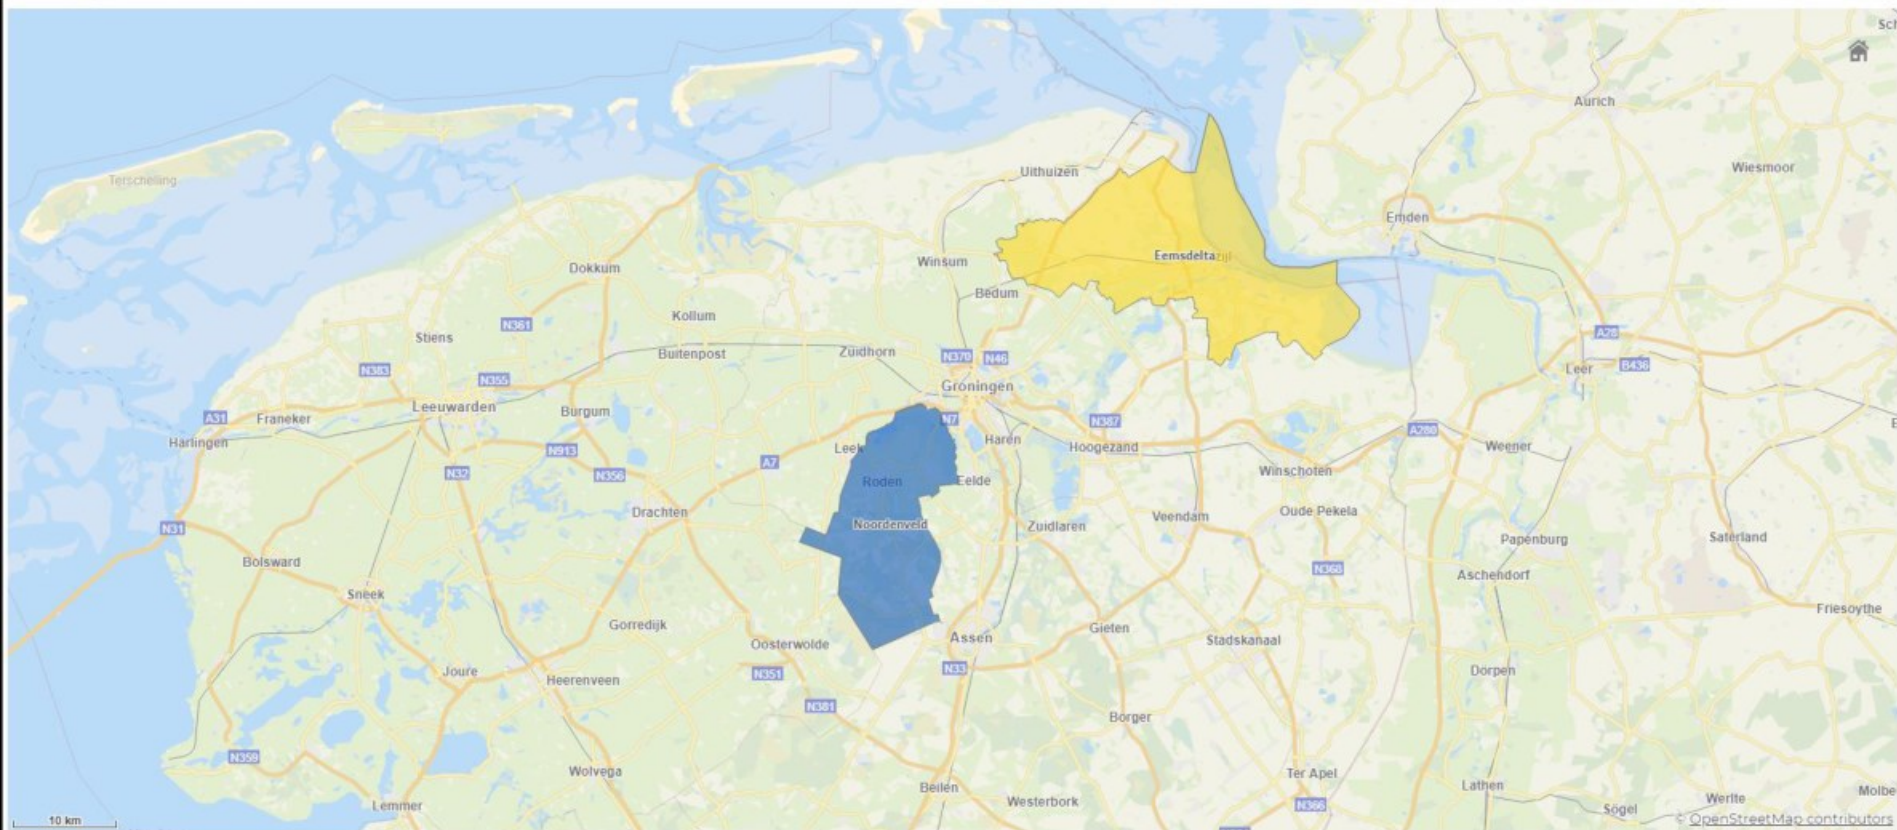 Sch
Aurich
Terschelling
Uithuizen
Wiesmoor
Emden
Eemsdelta
zijl
Winsum
Dokkum
Bedum
Kollum
N361
Stiens
A28
Buitenpost
Zuidhorn
N370
N46
B436
Leer
N383
N355
Groningen
Leeuwarden
Burgum
A31
Franeker
N7
N387
A280
Harlingen
Haren
Leek
Hoogezand
Weener
N913
A7
N32
N356
Winschoten
Roden
Eelde
Drachten
Noordenveld
Zuidlaren
Veendam
Oude Pekela
N31
Papenburg
Saterland
Bolsward
N368
Aschendorf
Sneek
Friesoythe
Gorredijk
Gieten
Assen
Stadskanaal
Oosterwolde
Joure
N351
N33
Dorpen
Heerenveen
N381
Borger
N359
Wolvega
Ter Apel
Beilen
Lathen
Molbe
Lemmer
Westerbork
N366
Werlte
Sögel
10 km
© OpenStreetMap contributors